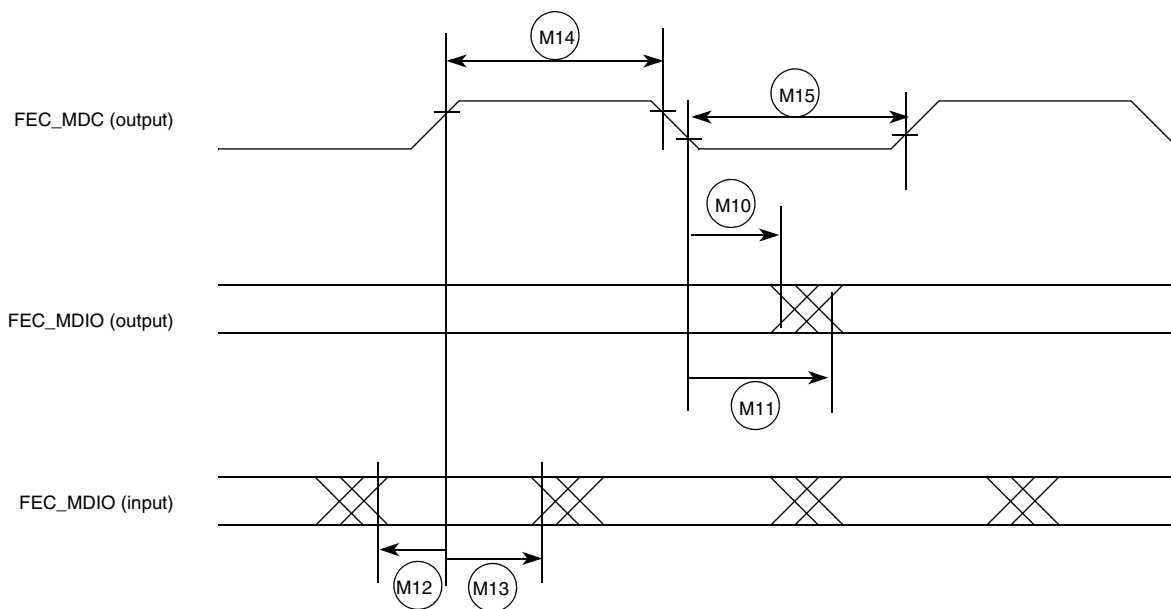 M14
M15
FEC_MDC (output)
M10
FEC_MDIO (output)
M11
FEC_MDIO (input)
M12
M13